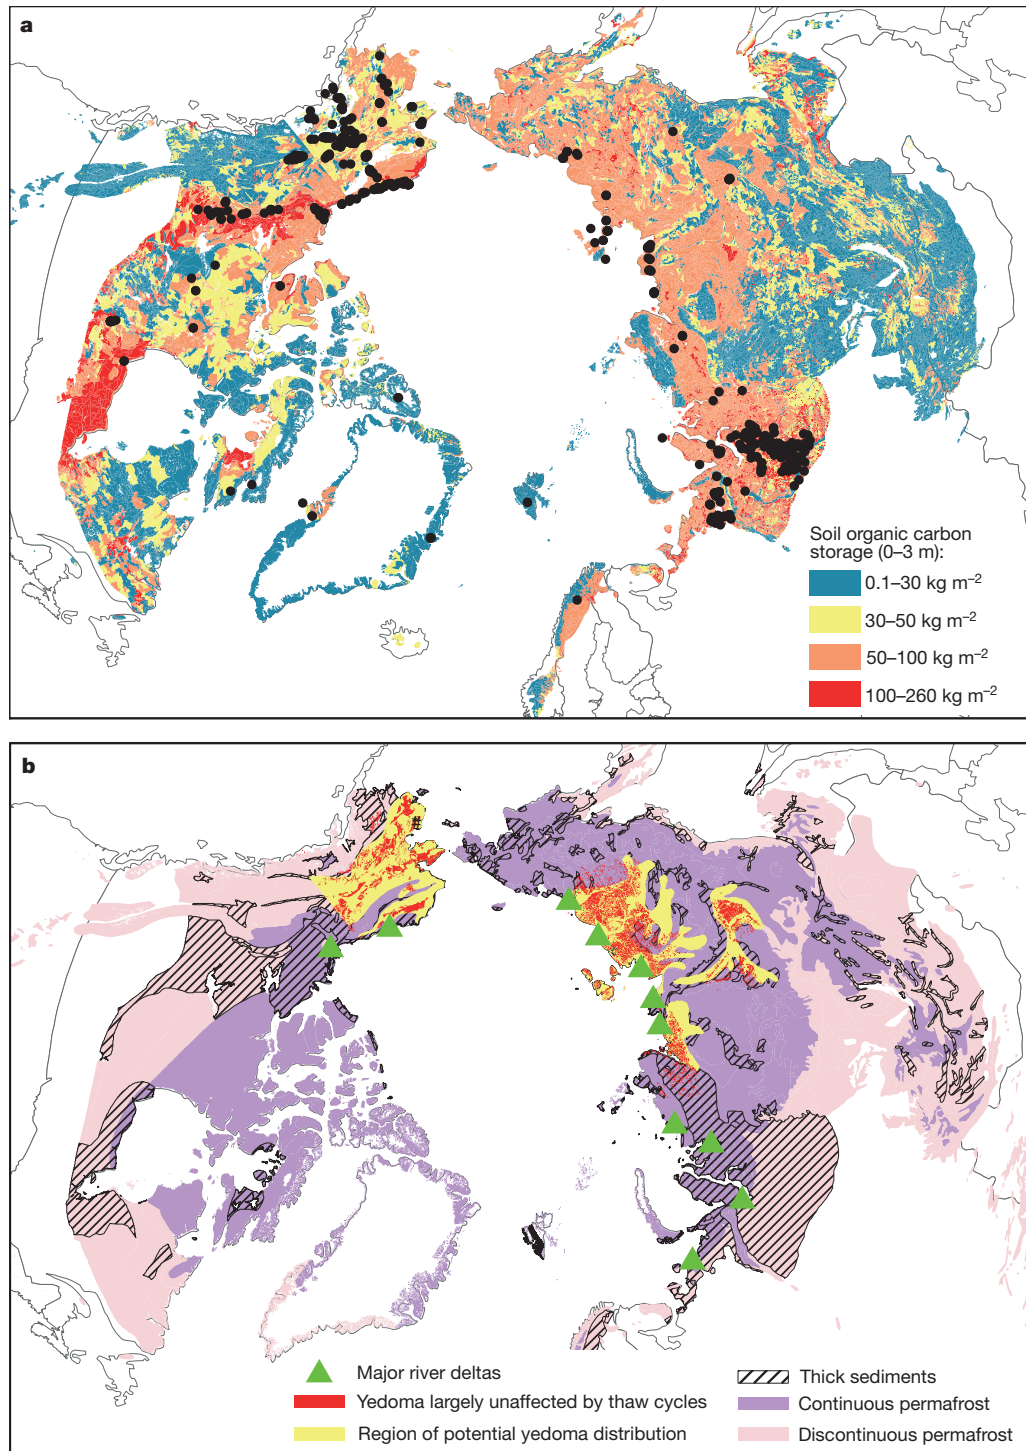 a
Soil organic carbon
storage (0–3 m):
0.1–30 kg m⁻²
30–50 kg m⁻²
50–100 kg m⁻²
100–260 kg m⁻²
b
Major river deltas
Yedoma largely unaffected by thaw cycles
Region of potential yedoma distribution
Thick sediments
Continuous permafrost
Discontinuous permafrost